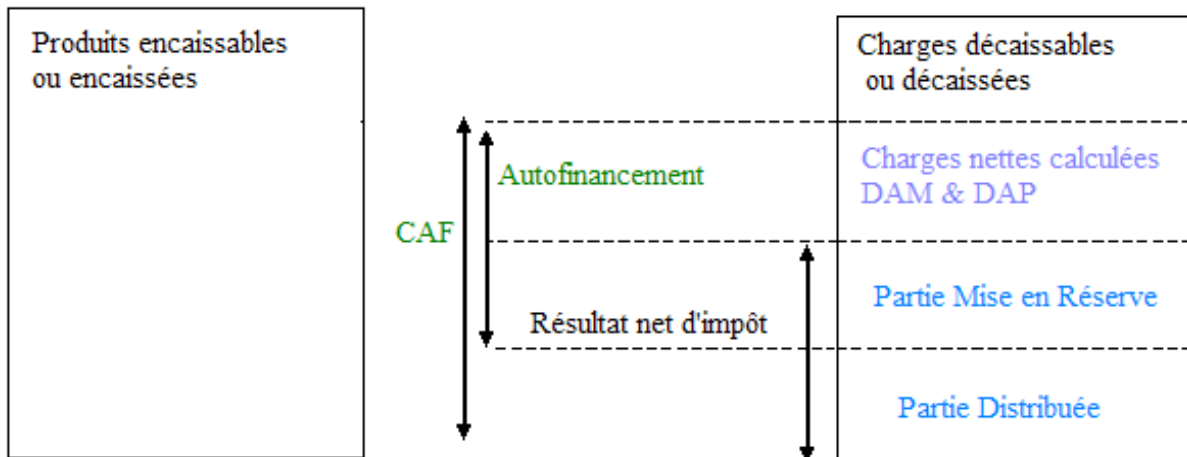 Produits encaissables
ou encaissées
Charges décaissables
ou décaissées
Autofinancement
Charges nettes calculées
DAM & DAP
CAF
Partie Mise en Réserve
Résultat net d'impôt
Partie Distribuée